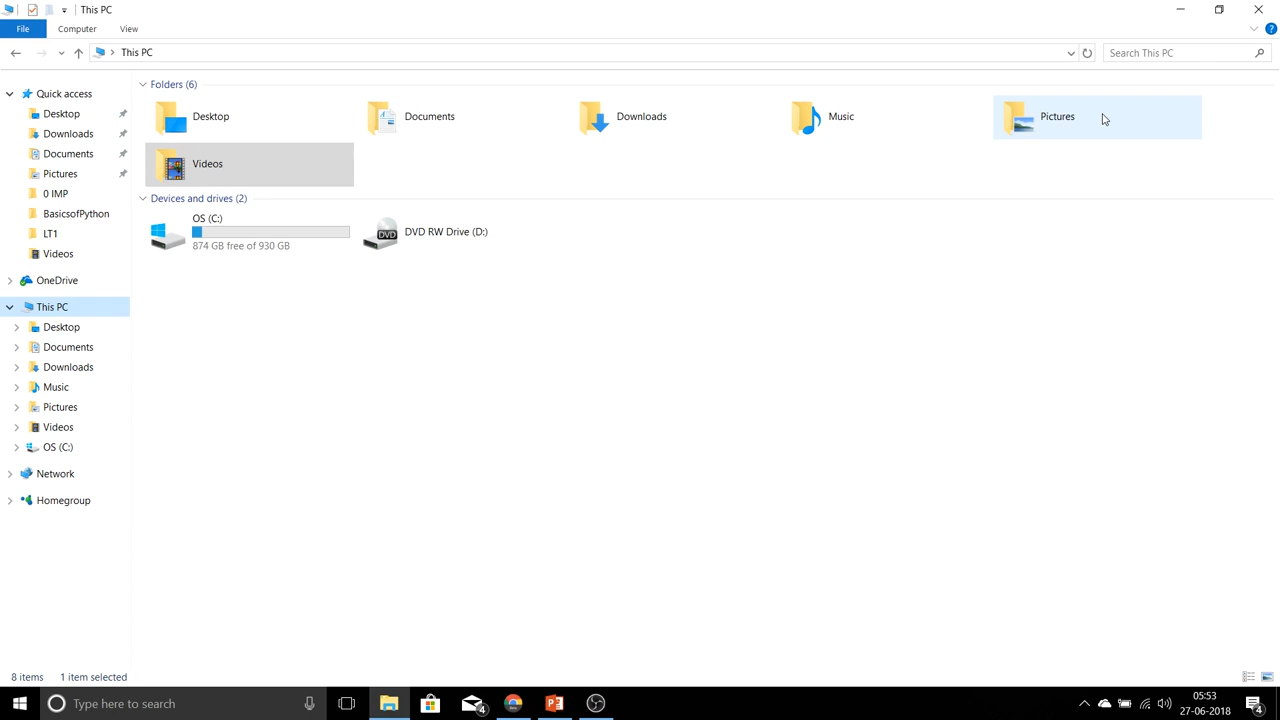 This PC
File Computer View
This PC
Search This PC
Quick access
Desktop
Downloads
Documents
Pictures
0 IMP
BasicsofPython
LT1
Videos
OneDrive
This PC
Desktop
Documents
Downloads
Music
Pictures
Videos
OS (C:)
Network
Homegroup
Folders (6)
Desktop Documents Downloads Music Pictures
Videos
Devices and drives (2)
OS (C:)
874 GB free of 930 GB
DVD
DVD RW Drive (D:)
8 items 1 item selected
Type here to search
4
05:53
27-06-2018
4